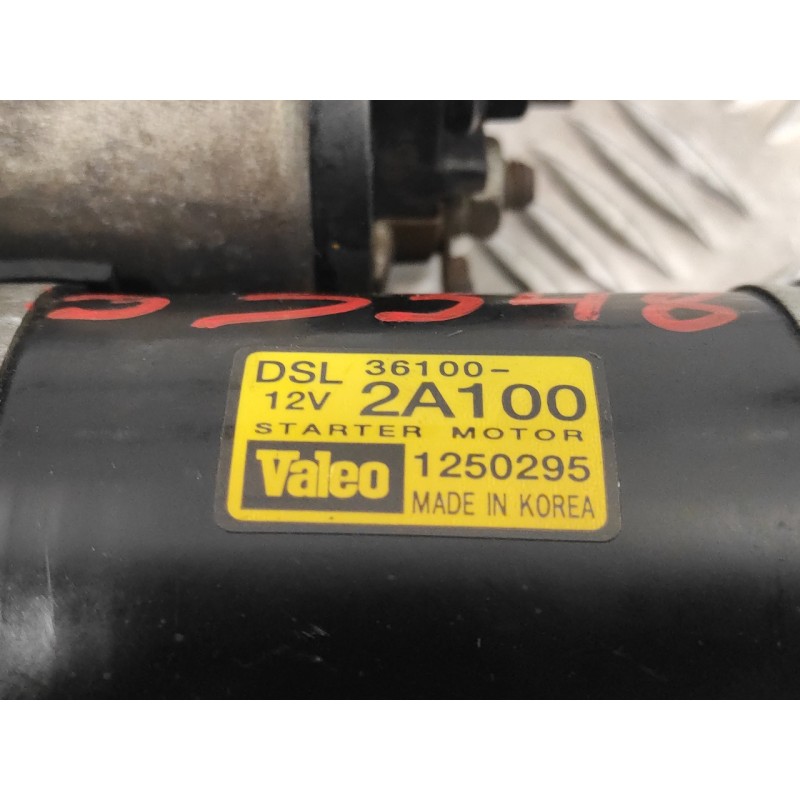 DSL 36100-
12V 2A100
STARTER MOTOR
Valeo 1250295
MADE IN KOREA